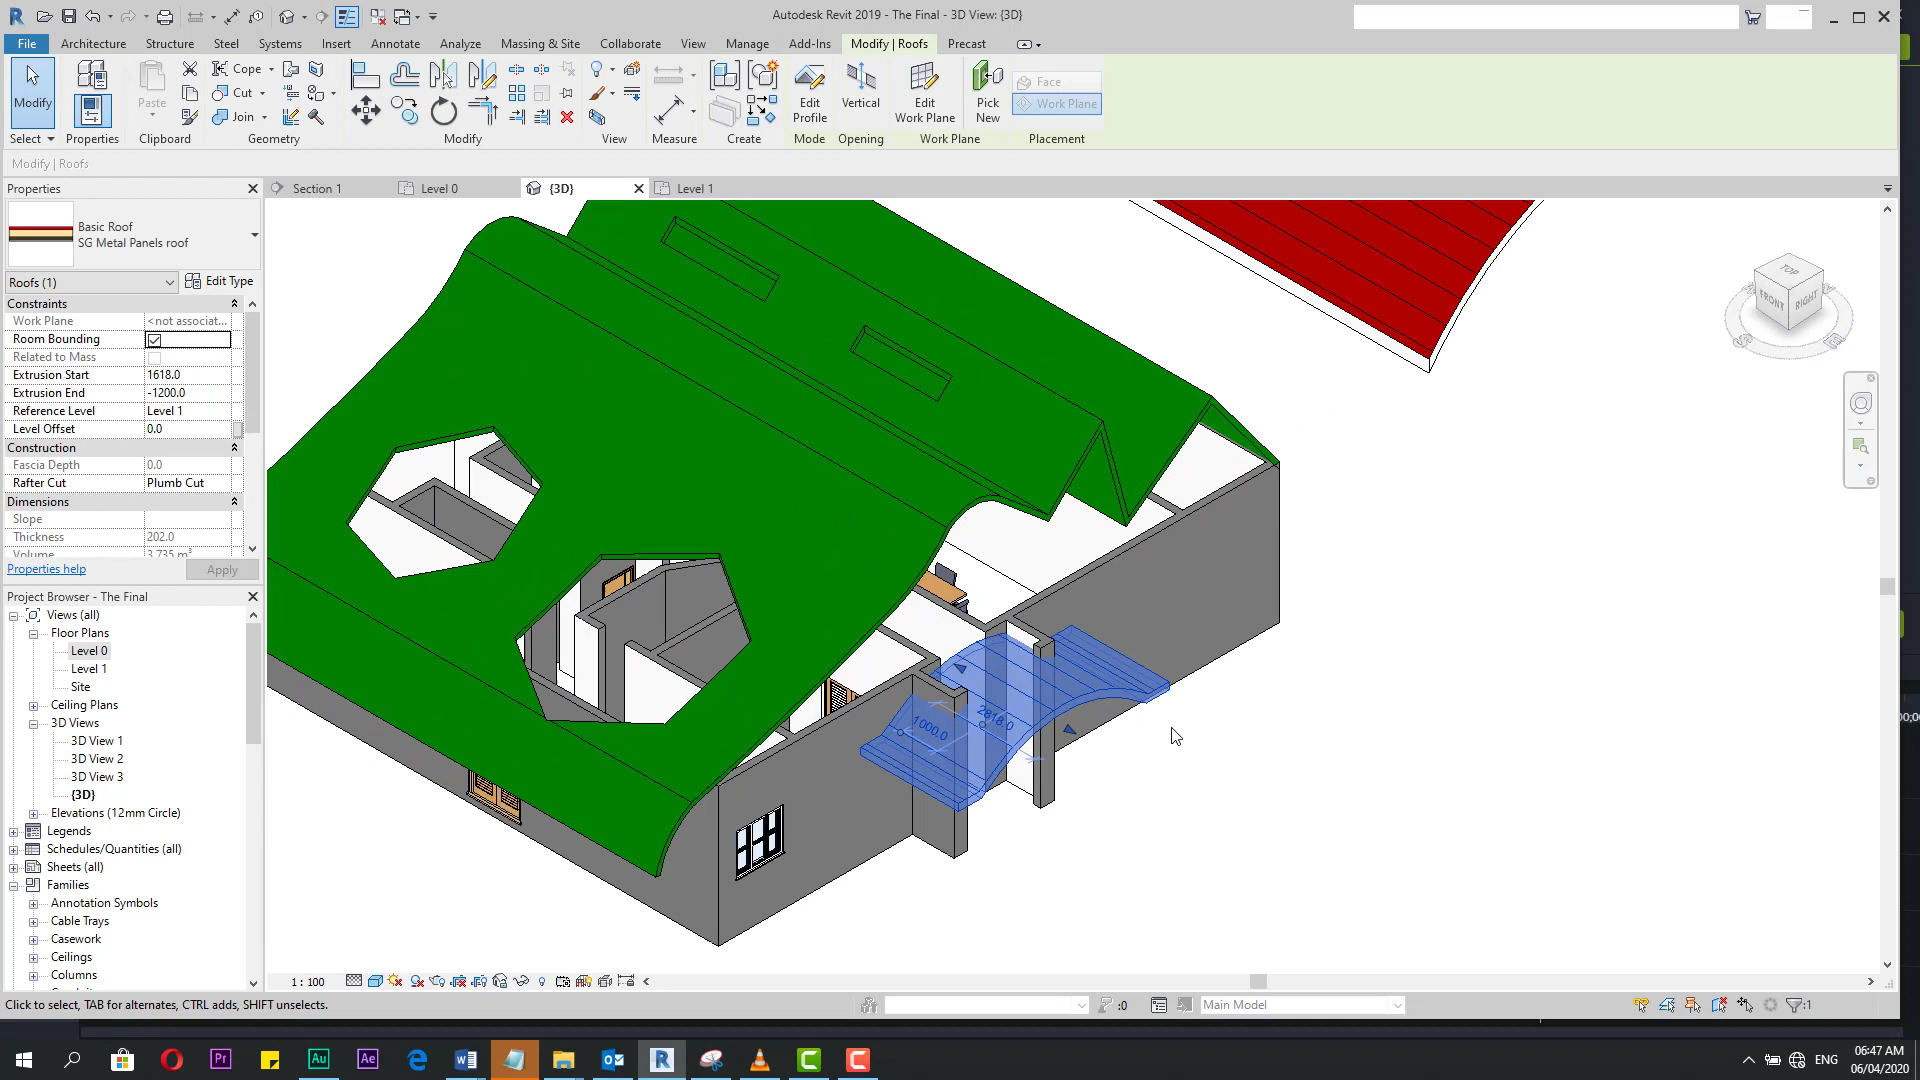 Autodesk Revit 2019 - The Final - 3D View: {3D}
File Architecture Structure Steel Systems Insert Annotate Analyze Massing & Site Collaborate View Manage Add-Ins Modify | Roofs Precast
Modify
Select
Properties
Paste
Clipboard
Cope
Cut
Join
Geometry
Modify
View
Measure
Create
Edit Profile
Mode
Vertical
Opening
Edit Work Plane
Work Plane
Pick New
Face
Work Plane
Placement
Modify | Roofs
Properties
Section 1
Level 0
{3D}
Level 1
Basic Roof
SG Metal Panels roof
Roofs (1)
Edit Type
Constraints
Work Plane <not associat...
Room Bounding
Related to Mass
Extrusion Start 1618.0
Extrusion End -1200.0
Reference Level Level 1
Level Offset 0.0
Construction
Fascia Depth 0.0
Rafter Cut Plumb Cut
Dimensions
Slope
Thickness 202.0
Volume 3.735 m³
Properties help
Apply
Project Browser - The Final
Views (all)
Floor Plans
Level 0
Level 1
Site
Ceiling Plans
3D Views
3D View 1
3D View 2
3D View 3
{3D}
Elevations (12mm Circle)
Legends
Schedules/Quantities (all)
Sheets (all)
Families
Annotation Symbols
Cable Trays
Casework
Ceilings
Columns
TOP
FRONT
RIGHT
S
E
1000.0
2818.0
1 : 100
Click to select, TAB for alternates, CTRL adds, SHIFT unselects.
:0
Main Model
:1
ENG
06:47 AM
06/04/2020